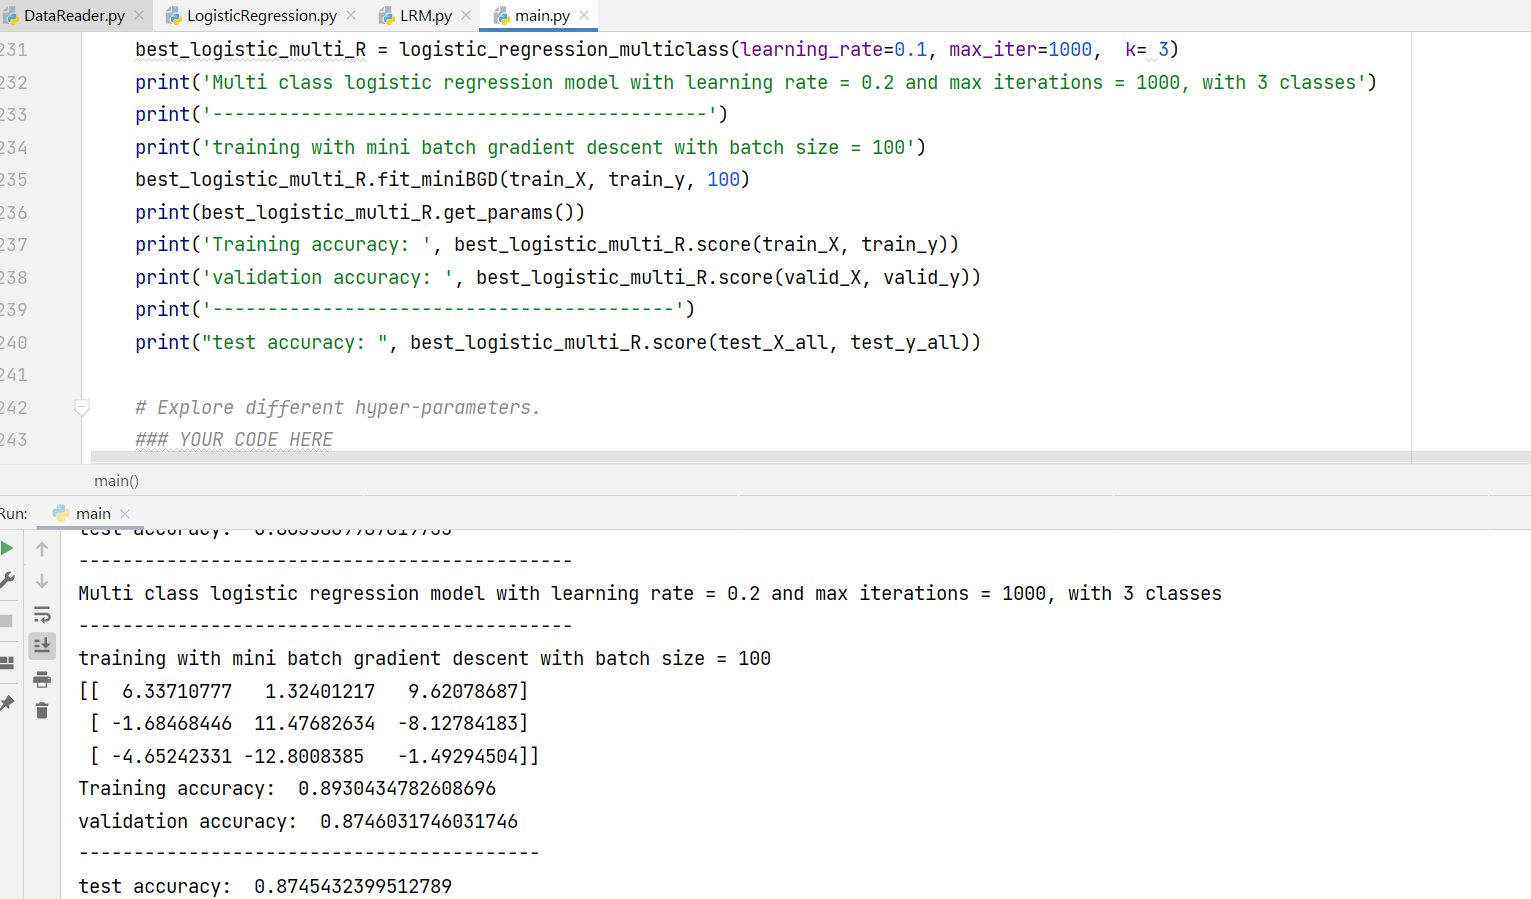 DataReader.py LogisticRegression.py LRM.py main.py
231 best_logistic_multi_R = logistic_regression_multiclass(learning_rate=0.1, max_iter=1000,  k= 3)
232 print('Multi class logistic regression model with learning rate = 0.2 and max iterations = 1000, with 3 classes')
233 print('---------------------------------------------')
234 print('training with mini batch gradient descent with batch size = 100')
235 best_logistic_multi_R.fit_miniBGD(train_X, train_y, 100)
236 print(best_logistic_multi_R.get_params())
237 print('Training accuracy: ', best_logistic_multi_R.score(train_X, train_y))
238 print('validation accuracy: ', best_logistic_multi_R.score(valid_X, valid_y))
239 print('------------------------------------------')
240 print("test accuracy: ", best_logistic_multi_R.score(test_X_all, test_y_all))
241
242 # Explore different hyper-parameters.
243 ### YOUR CODE HERE
main()
Run: main
test accuracy:
---------------------------------------------
Multi class logistic regression model with learning rate = 0.2 and max iterations = 1000, with 3 classes
---------------------------------------------
training with mini batch gradient descent with batch size = 100
[[  6.33710777   1.32401217   9.62078687]
 [ -1.68468446  11.47682634  -8.12784183]
 [ -4.65242331 -12.8008385   -1.49294504]]
Training accuracy:  0.8930434782608696
validation accuracy:  0.8746031746031746
------------------------------------------
test accuracy:  0.8745432399512789